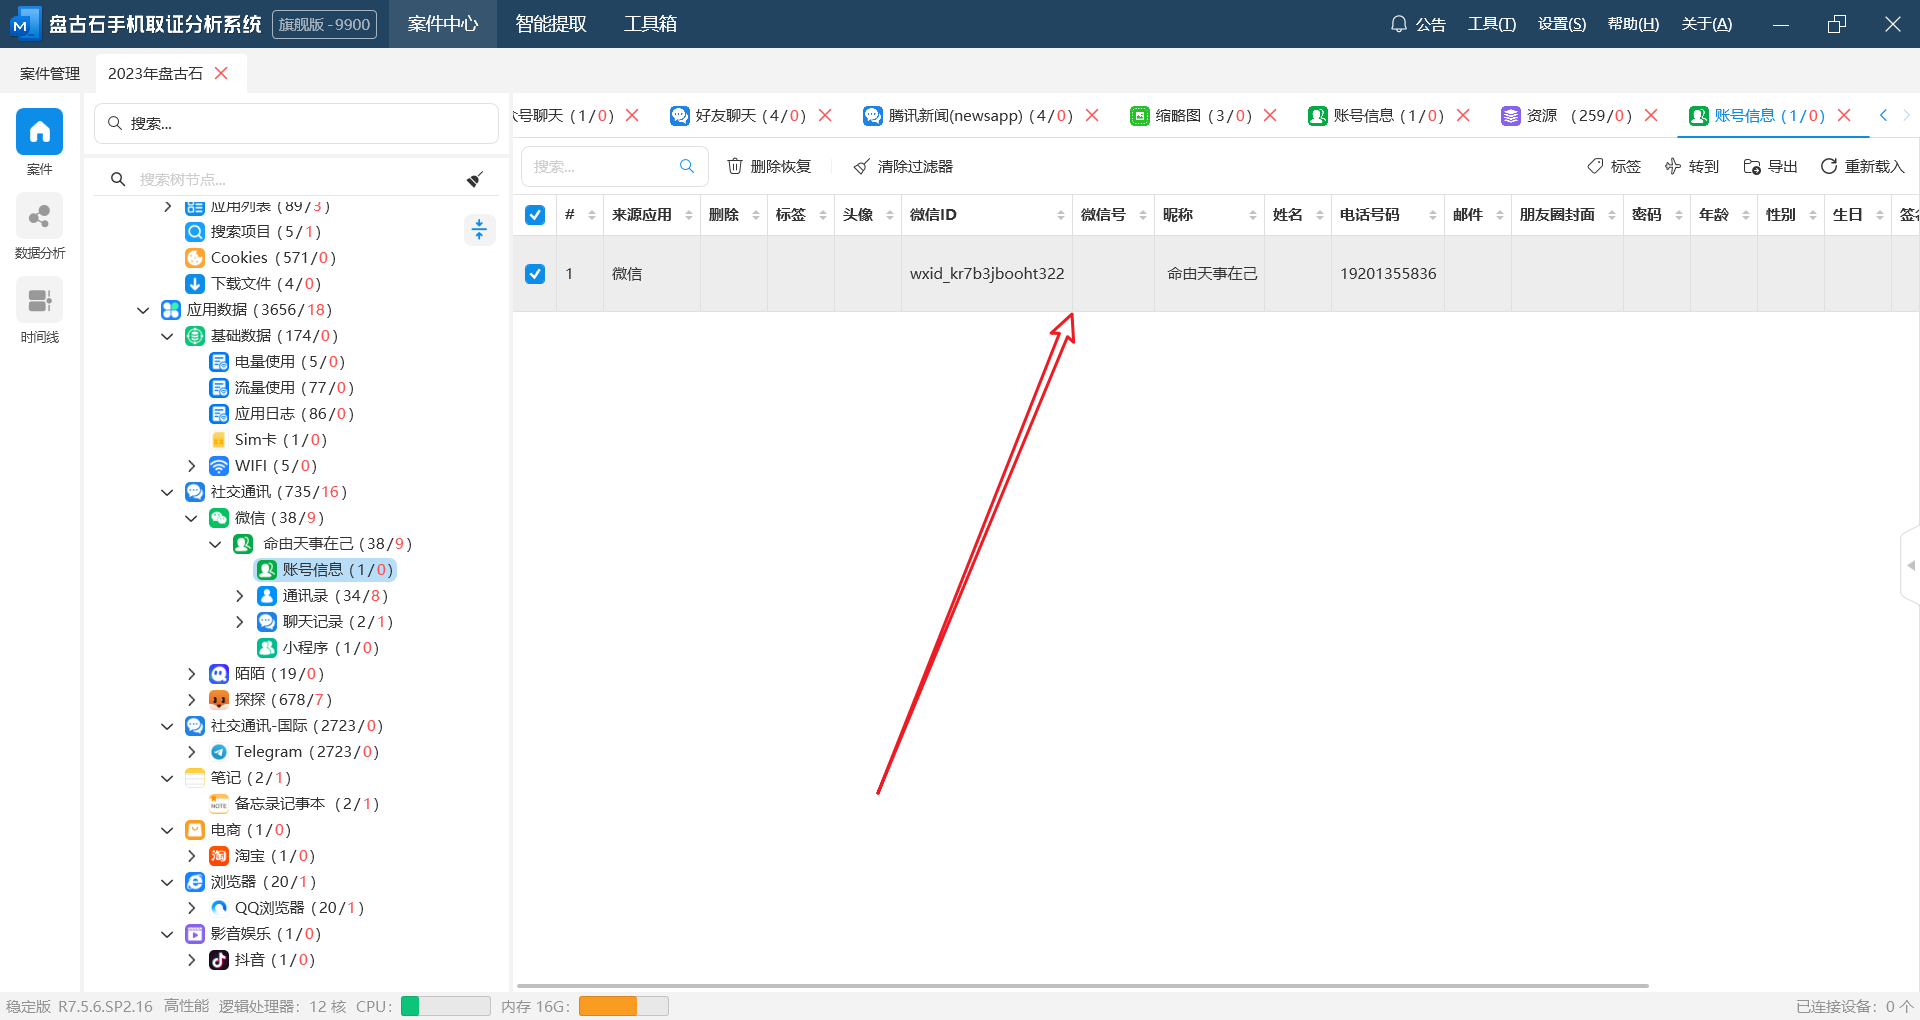 盘古石手机取证分析系统 旗舰版 - 9900 案件中心 智能提取 工具箱 公告 工具(T) 设置(S) 帮助(H) 关于(A)
案件管理 2023年盘古石
案件
数据分析
时间线
搜索...
搜索树节点...
应用列表 (89/3)
搜索项目 (5/1)
Cookies (571/0)
下载文件 (4/0)
应用数据 (3656/18)
基础数据 (174/0)
电量使用 (5/0)
流量使用 (77/0)
应用日志 (86/0)
Sim卡 (1/0)
WIFI (5/0)
社交通讯 (735/16)
微信 (38/9)
命由天事在己 (38/9)
账号信息 (1/0)
通讯录 (34/8)
聊天记录 (2/1)
小程序 (1/0)
陌陌 (19/0)
探探 (678/7)
社交通讯-国际 (2723/0)
Telegram (2723/0)
笔记 (2/1)
备忘录记事本 (2/1)
电商 (1/0)
淘宝 (1/0)
浏览器 (20/1)
QQ浏览器 (20/1)
影音娱乐 (1/0)
抖音 (1/0)
号聊天 (1/0) 好友聊天 (4/0) 腾讯新闻(newsapp) (4/0) 缩略图 (3/0) 账号信息 (1/0) 资源 (259/0) 账号信息 (1/0)
搜索... 删除恢复 清除过滤器 标签 转到 导出 重新载入
# 来源应用 删除 标签 头像 微信ID 微信号 昵称 姓名 电话号码 邮件 朋友圈封面 密码 年龄 性别 生日
1 微信 wxid_kr7b3jbooht322 命由天事在己 19201355836
稳定版 R7.5.6.SP2.16 高性能 逻辑处理器: 12 核 CPU: 内存 16G: 已连接设备: 0 个